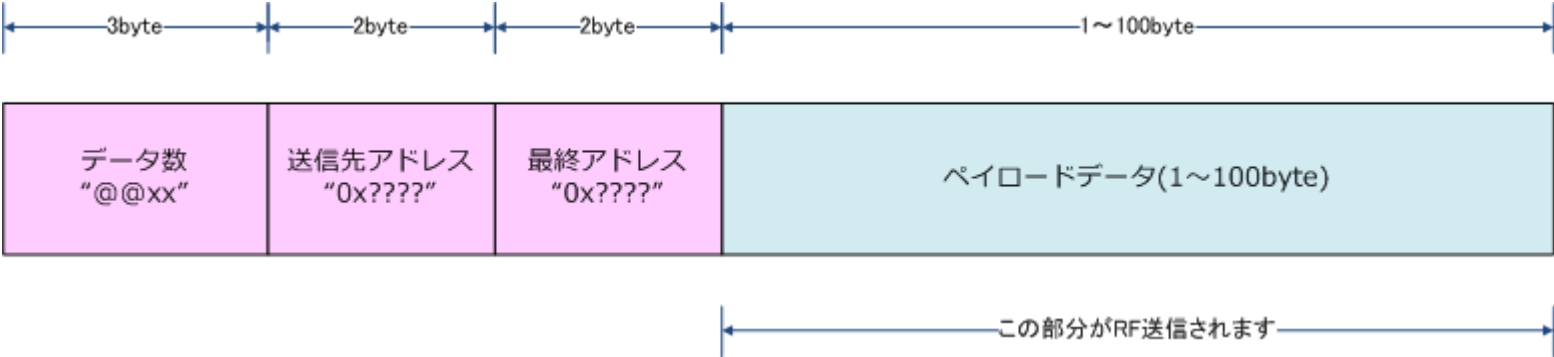 3byte
2byte
2byte
1～100byte
データ数
“@@xx”
送信先アドレス
“0x????”
最終アドレス
“0x????”
ペイロードデータ(1～100byte)
この部分がRF送信されます